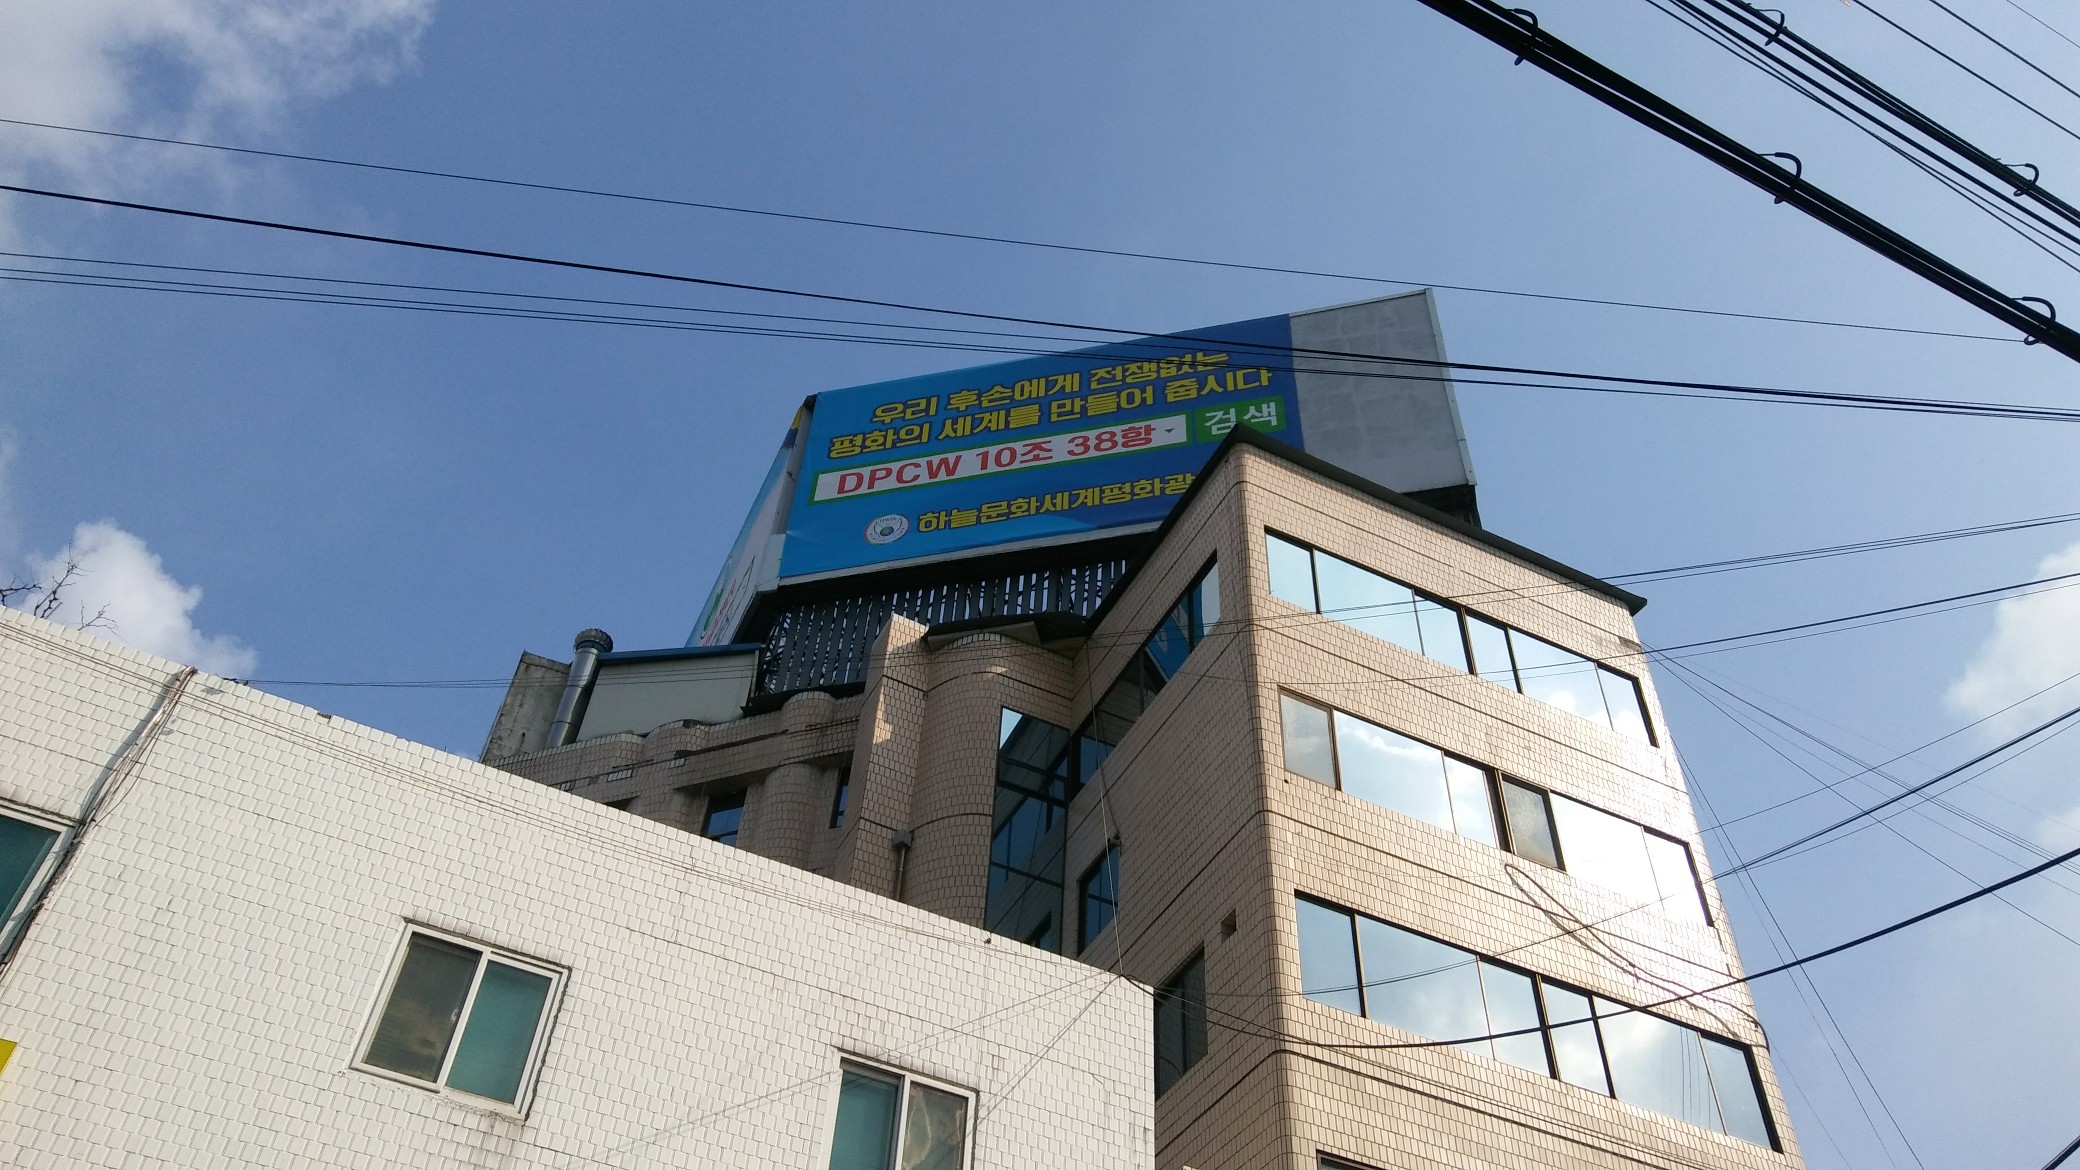 우리 후손에게 전쟁없는
평화의 세계를 만들어 줍시다
DPCW 10조 38항 검색
하늘문화세계평화광